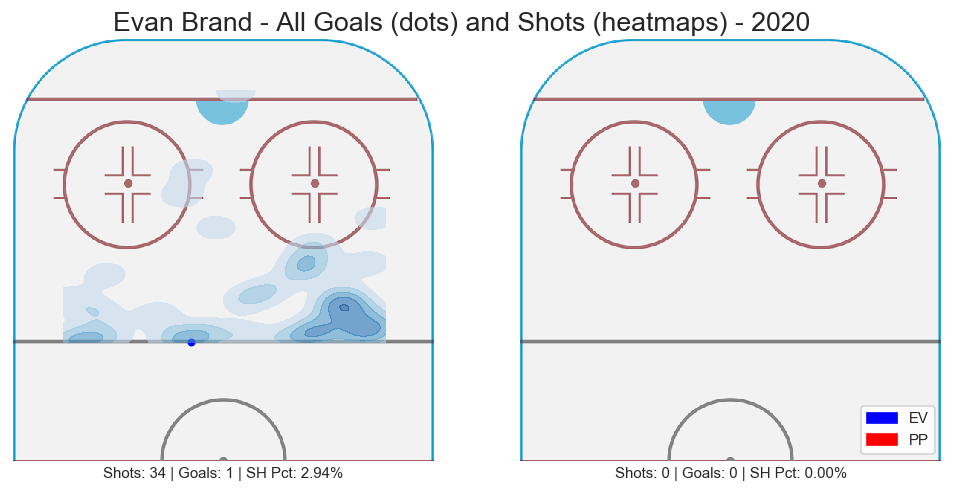 Evan Brand - All Goals (dots) and Shots (heatmaps) - 2020
EV
PP
Shots: 34 | Goals: 1 | SH Pct: 2.94%
Shots: 0 | Goals: 0 | SH Pct: 0.00%